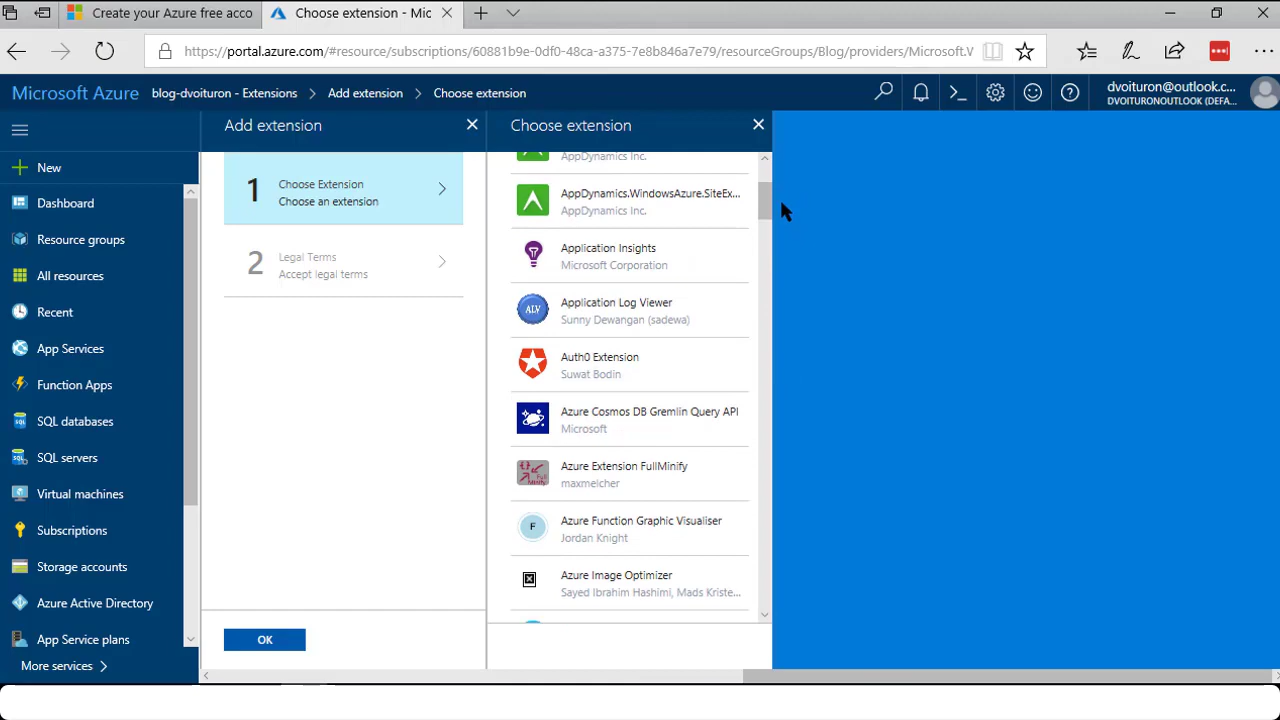 Create your Azure free acco
Choose extension - Mic
https://portal.azure.com/#resource/subscriptions/60881b9e-0df0-48ca-a375-7e8b846a7e79/resourceGroups/Blog/providers/Microsoft.V
Microsoft Azure
blog-dvoituron - Extensions
Add extension
Choose extension
dvoituron@outlook.c...
DVOITURONOUTLOOK (DEFA...
New
Dashboard
Resource groups
All resources
Recent
App Services
Function Apps
SQL databases
SQL servers
Virtual machines
Subscriptions
Storage accounts
Azure Active Directory
App Service plans
More services
Add extension
1
Choose Extension
Choose an extension
2
Legal Terms
Accept legal terms
OK
Choose extension
AppDynamics Inc.
AppDynamics.WindowsAzure.SiteEx...
AppDynamics Inc.
Application Insights
Microsoft Corporation
ALV
Application Log Viewer
Sunny Dewangan (sadewa)
Auth0 Extension
Suwat Bodin
Azure Cosmos DB Gremlin Query API
Microsoft
Azure Extension FullMinify
maxmelcher
F
Azure Function Graphic Visualiser
Jordan Knight
Azure Image Optimizer
Sayed Ibrahim Hashimi, Mads Kriste...